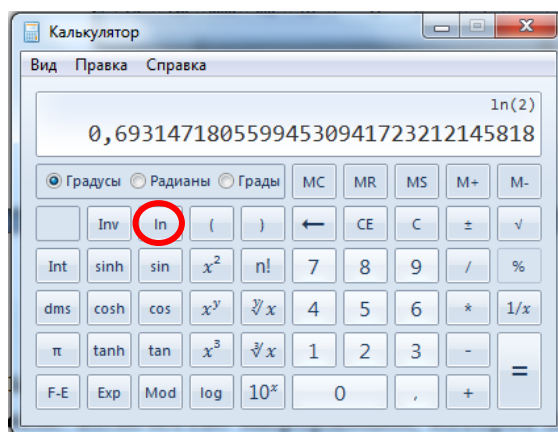 Калькулятор
Вид Правка Справка
ln(2)
0,69314718055994530941723212145818
Градусы Радианы Грады MC MR MS M+ M-
Inv ln ( ) ← CE C ± √
Int sinh sin x² n! 7 8 9 / %
dms cosh cos xʸ ʸ√x 4 5 6 * 1/x
π tanh tan x³ ³√x 1 2 3 - =
F-E Exp Mod log 10ˣ 0 , +